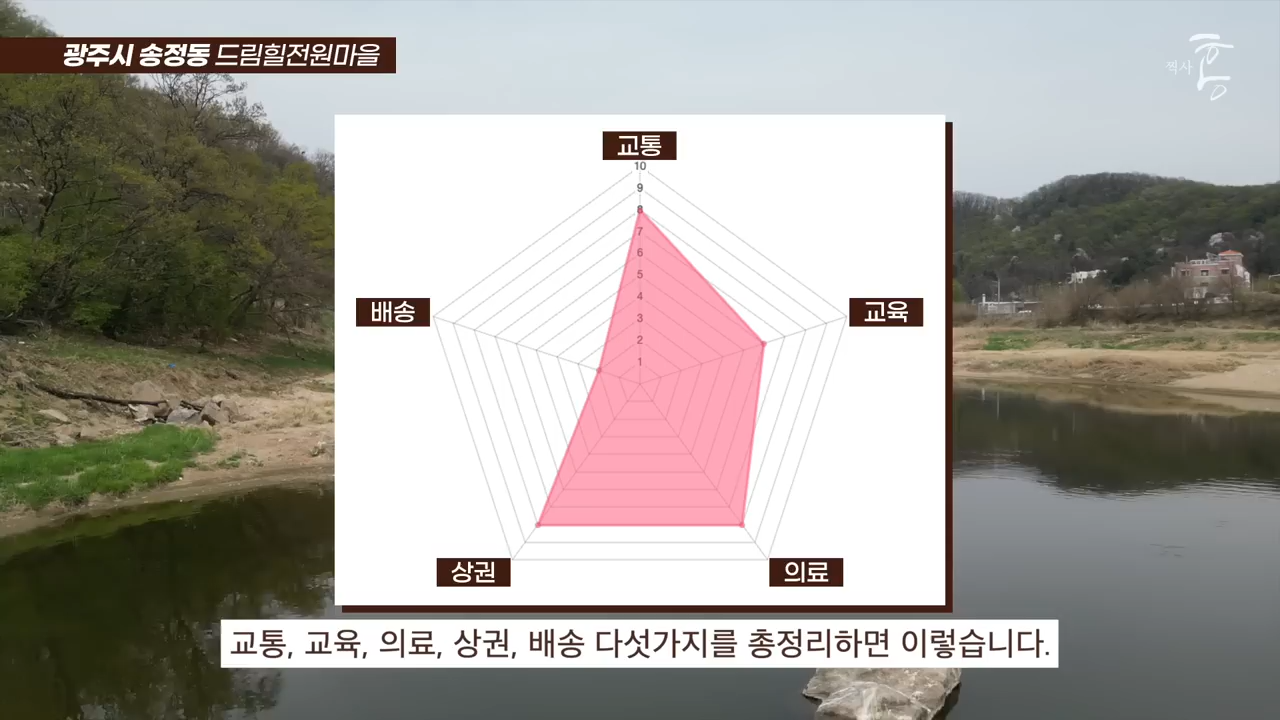 광주시 송정동 드림힐전원마을
찍사 홍
교통
10
9
8
7
6
5
4
3
2
1
배송
교육
상권
의료
교통, 교육, 의료, 상권, 배송 다섯가지를 총정리하면 이렇습니다.